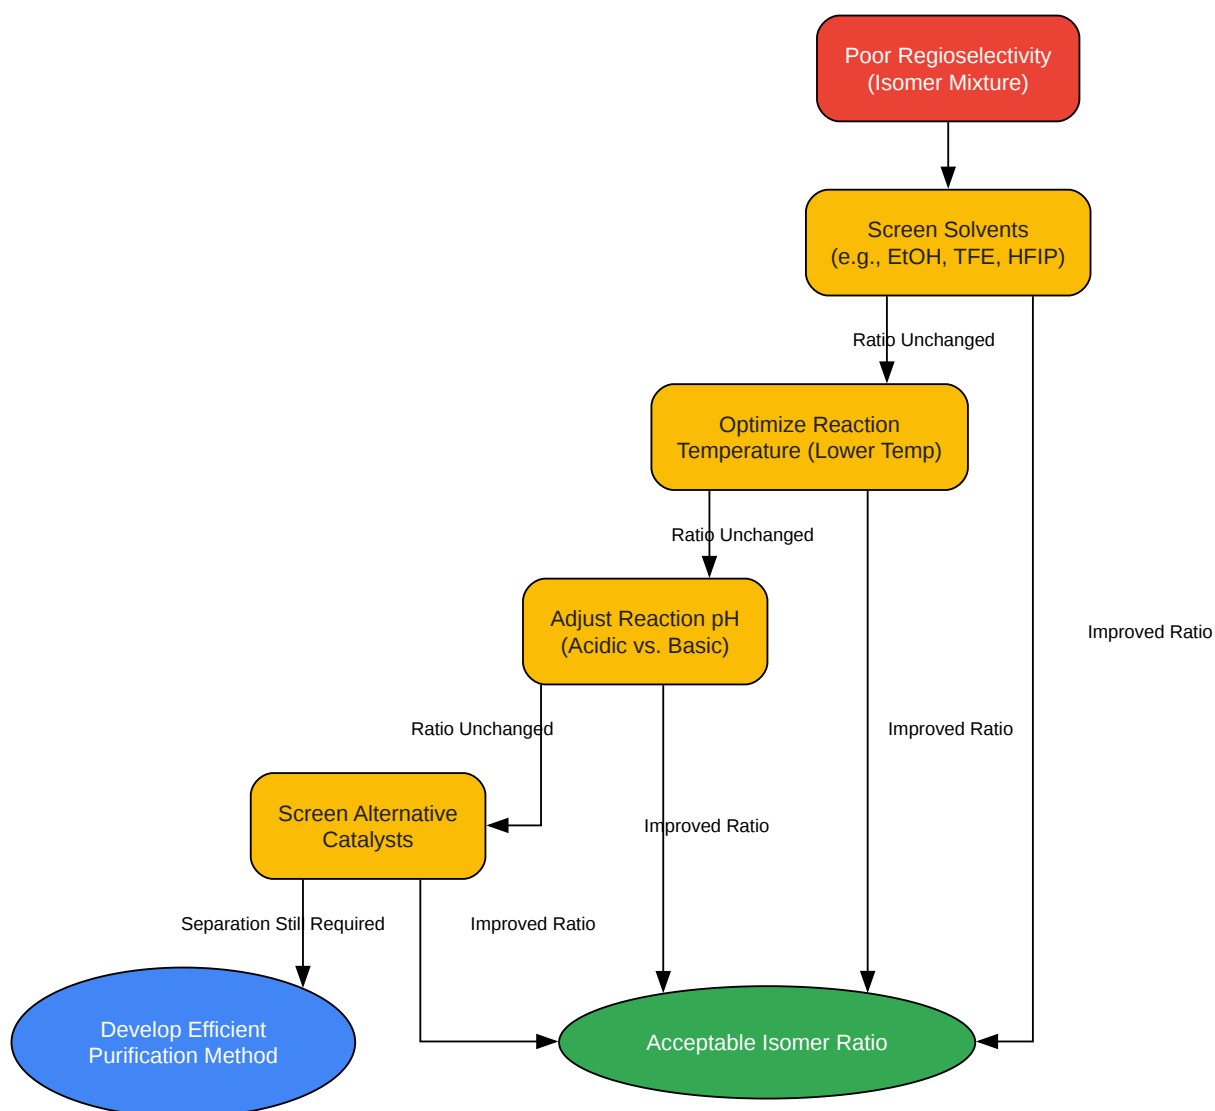 Poor Regioselectivity
(Isomer Mixture)
Screen Solvents
(e.g., EtOH, TFE, HFIP)
Ratio Unchanged
Optimize Reaction
Temperature (Lower Temp)
Ratio Unchanged
Adjust Reaction pH
(Acidic vs. Basic)
Improved Ratio
Ratio Unchanged
Improved Ratio
Screen Alternative
Catalysts
Improved Ratio
Separation Still Required
Improved Ratio
Develop Efficient
Purification Method
Acceptable Isomer Ratio